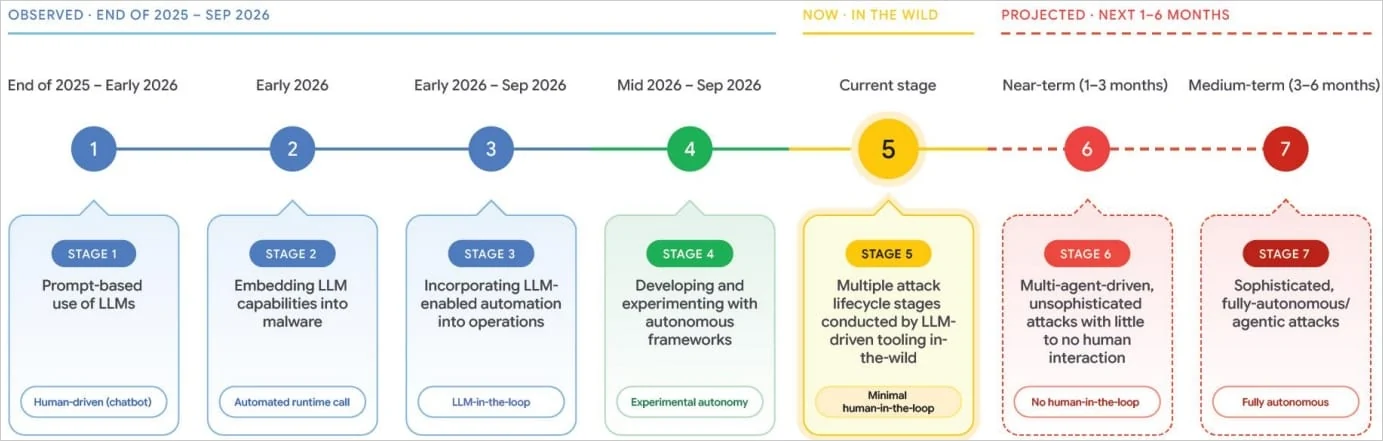 OBSERVED · END OF 2025 – SEP 2026
NOW · IN THE WILD
PROJECTED · NEXT 1–6 MONTHS
End of 2025 – Early 2026
Early 2026
Early 2026 – Sep 2026
Mid 2026 – Sep 2026
Current stage
Near-term (1–3 months)
Medium-term (3–6 months)
1
2
3
4
5
6
7
STAGE 1
Prompt-based
use of LLMs
Human-driven (chatbot)
STAGE 2
Embedding LLM
capabilities into
malware
Automated runtime call
STAGE 3
Incorporating LLM-
enabled automation
into operations
LLM-in-the-loop
STAGE 4
Developing and
experimenting with
autonomous
frameworks
Experimental autonomy
STAGE 5
Multiple attack
lifecycle stages
conducted by LLM-
driven tooling in-
the-wild
Minimal
human-in-the-loop
STAGE 6
Multi-agent-driven,
unsophisticated
attacks with little
to no human
interaction
No human-in-the-loop
STAGE 7
Sophisticated,
fully-autonomous/
agentic attacks
Fully autonomous